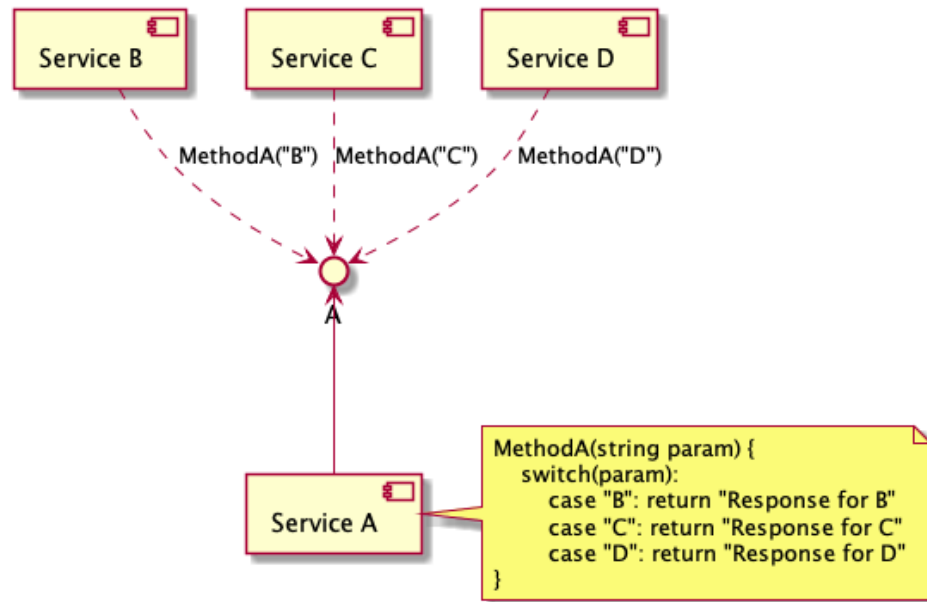 Service B
Service C
Service D
MethodA("B")
MethodA("C")
MethodA("D")
A
Service A
MethodA(string param) {
switch(param):
case "B": return "Response for B"
case "C": return "Response for C"
case "D": return "Response for D"
}